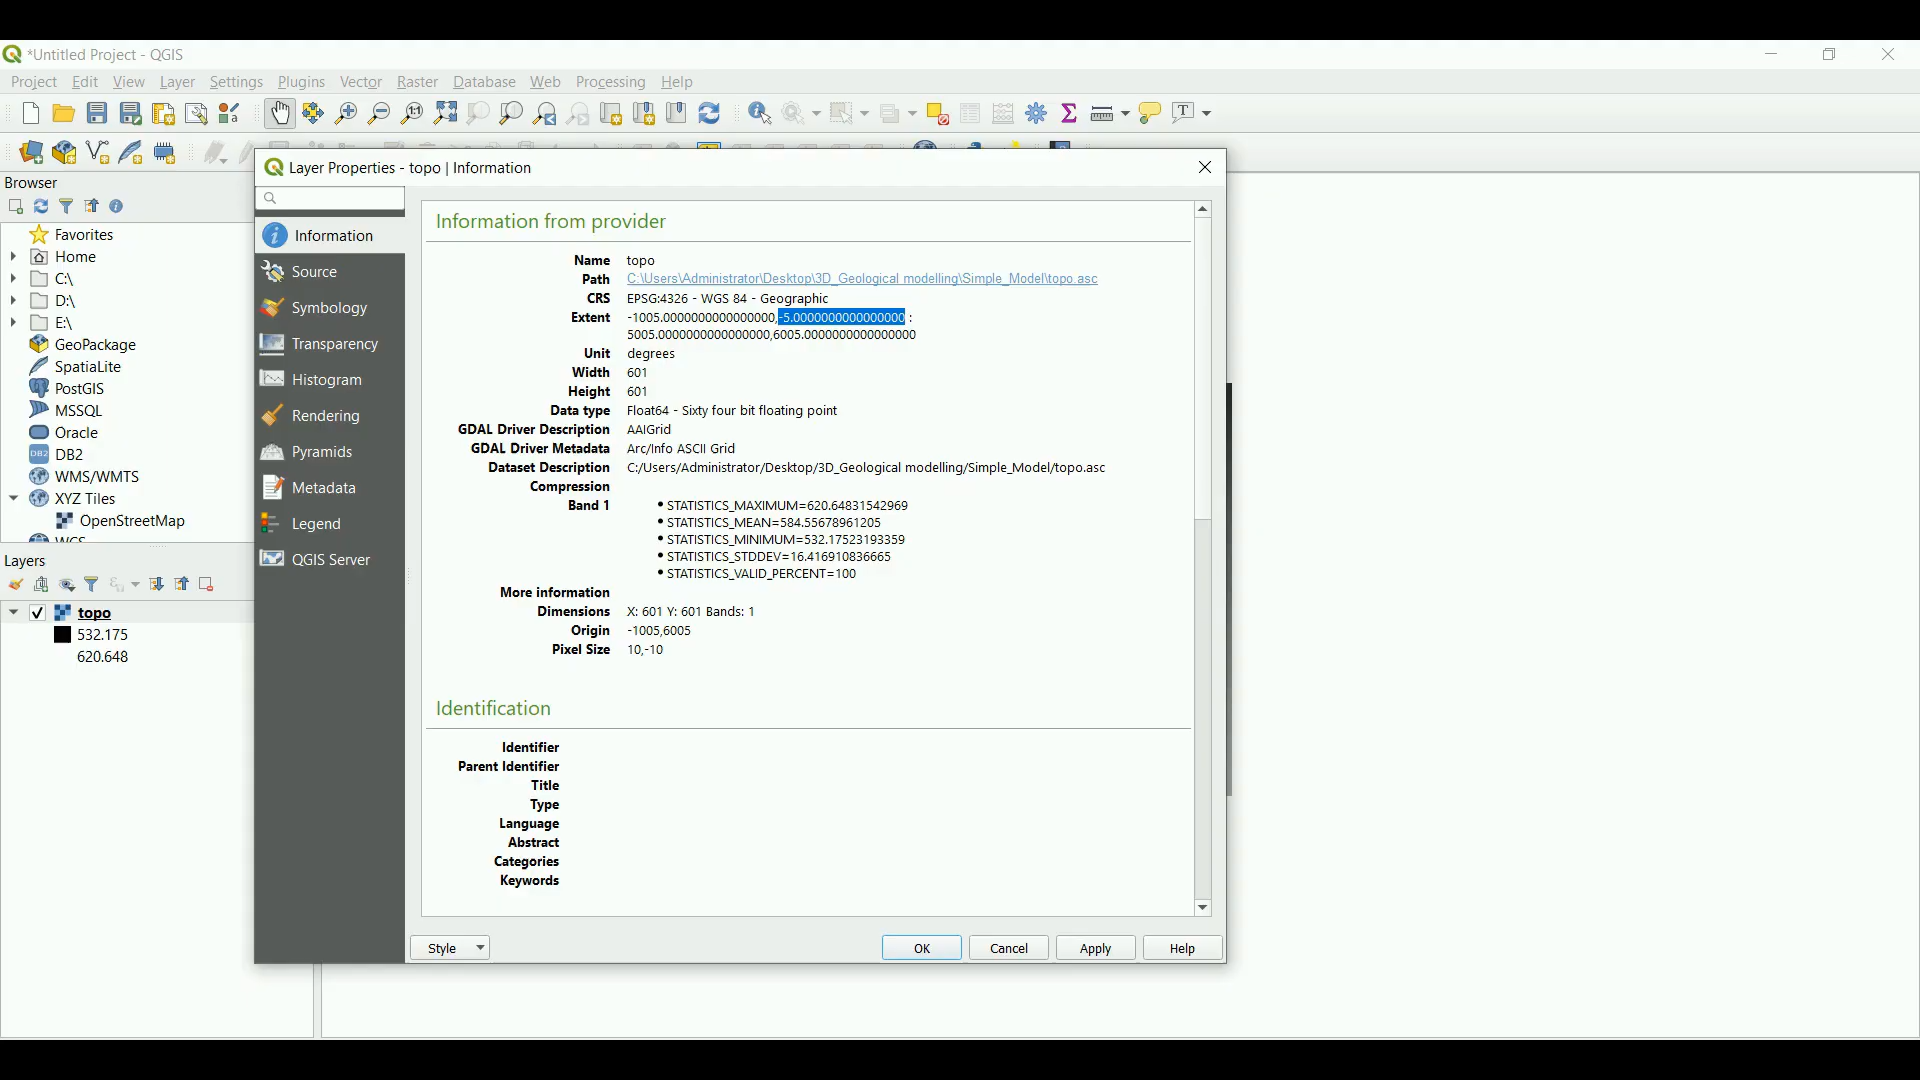 *Untitled Project - QGIS
Project Edit View Layer Settings Plugins Vector Raster Database Web Processing Help
Browser
Favorites
Home
C:\
D:\
E:\
GeoPackage
SpatiaLite
PostGIS
MSSQL
Oracle
DB2
WMS/WMTS
XYZ Tiles
OpenStreetMap
WCS
Layers
topo
532.175
620.648
Layer Properties - topo | Information
Information
Source
Symbology
Transparency
Histogram
Rendering
Pyramids
Metadata
Legend
QGIS Server
Information from provider
Name topo
Path C:\Users\Administrator\Desktop\3D_Geological modelling\Simple_Model\topo.asc
CRS EPSG:4326 - WGS 84 - Geographic
Extent -1005.0000000000000000,-5.0000000000000000 :
5005.0000000000000000,6005.0000000000000000
Unit degrees
Width 601
Height 601
Data type Float64 - Sixty four bit floating point
GDAL Driver Description AAIGrid
GDAL Driver Metadata Arc/Info ASCII Grid
Dataset Description C:/Users/Administrator/Desktop/3D_Geological modelling/Simple_Model/topo.asc
Compression
Band 1 • STATISTICS_MAXIMUM=620.64831542969
• STATISTICS_MEAN=584.55678961205
• STATISTICS_MINIMUM=532.17523193359
• STATISTICS_STDDEV=16.416910836665
• STATISTICS_VALID_PERCENT=100
More information
Dimensions X: 601 Y: 601 Bands: 1
Origin -1005,6005
Pixel Size 10,-10
Identification
Identifier
Parent Identifier
Title
Type
Language
Abstract
Categories
Keywords
Style
OK Cancel Apply Help